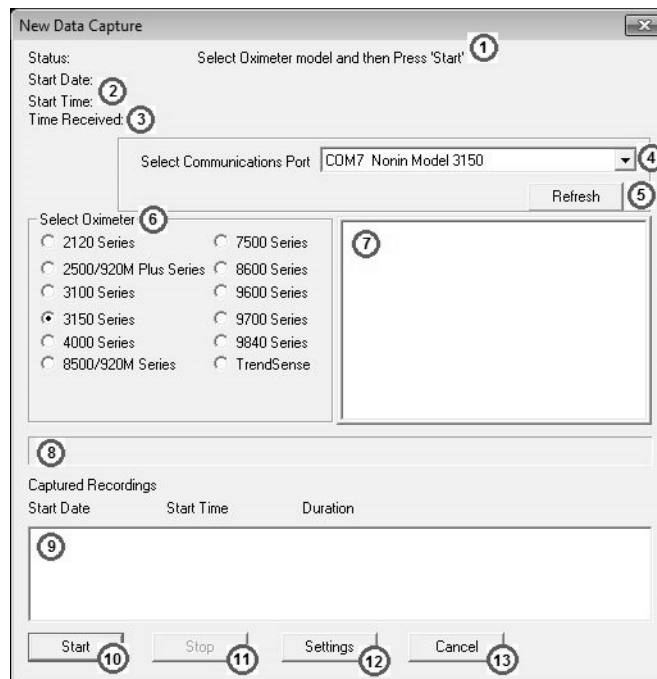 New Data Capture
Status: Select Oximeter model and then Press 'Start' 1
Start Date:
2
Start Time:
Time Received: 3
Select Communications Port COM7 Nonin Model 3150 4
Refresh 5
Select Oximeter 6
2120 Series 7500 Series 7
2500/920M Plus Series 8600 Series
3100 Series 9600 Series
3150 Series 9700 Series
4000 Series 9840 Series
8500/920M Series TrendSense
8
Captured Recordings
Start Date Start Time Duration
9
Start 10 Stop 11 Settings 12 Cancel 13